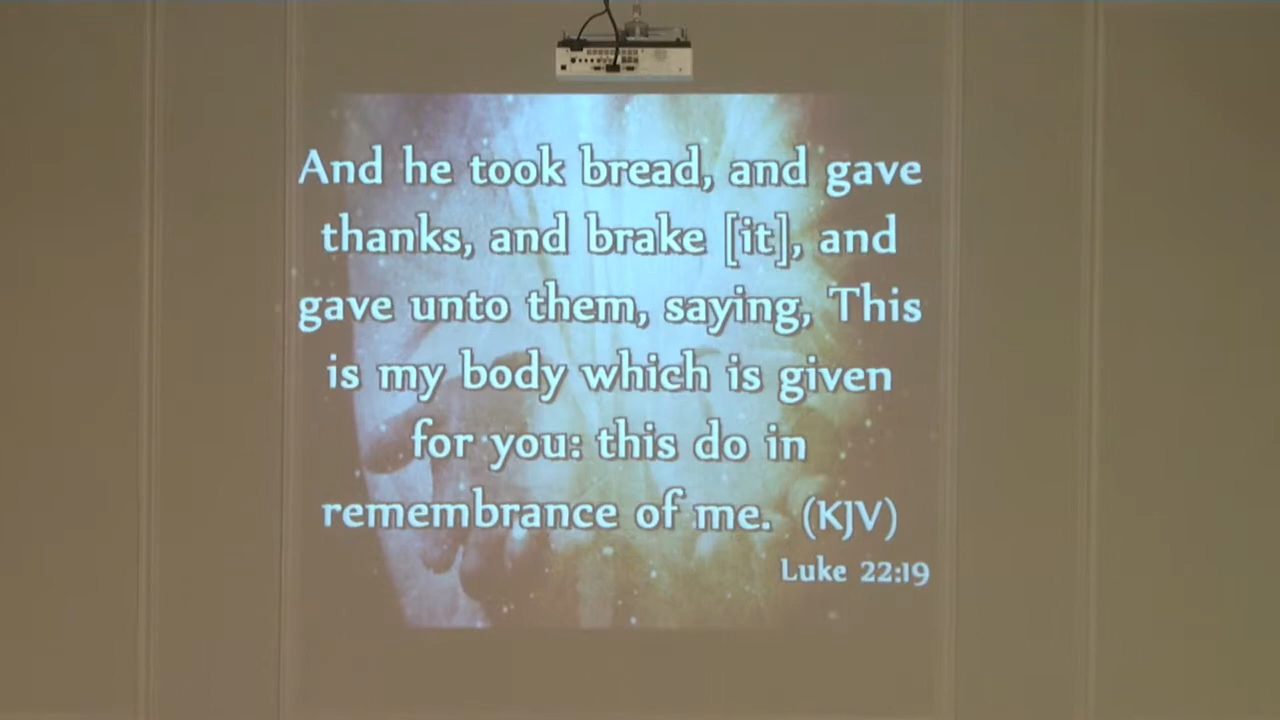 And he took bread, and gave
thanks, and brake [it], and
gave unto them, saying, This
is my body which is given
for you: this do in
remembrance of me. (KJV)
Luke 22:19